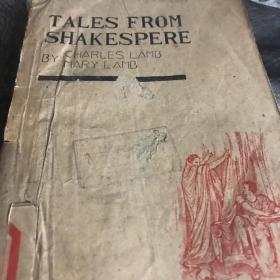 TALES FROM
SHAKESPERE
BY CHARLES LAMB
MARY LAMB